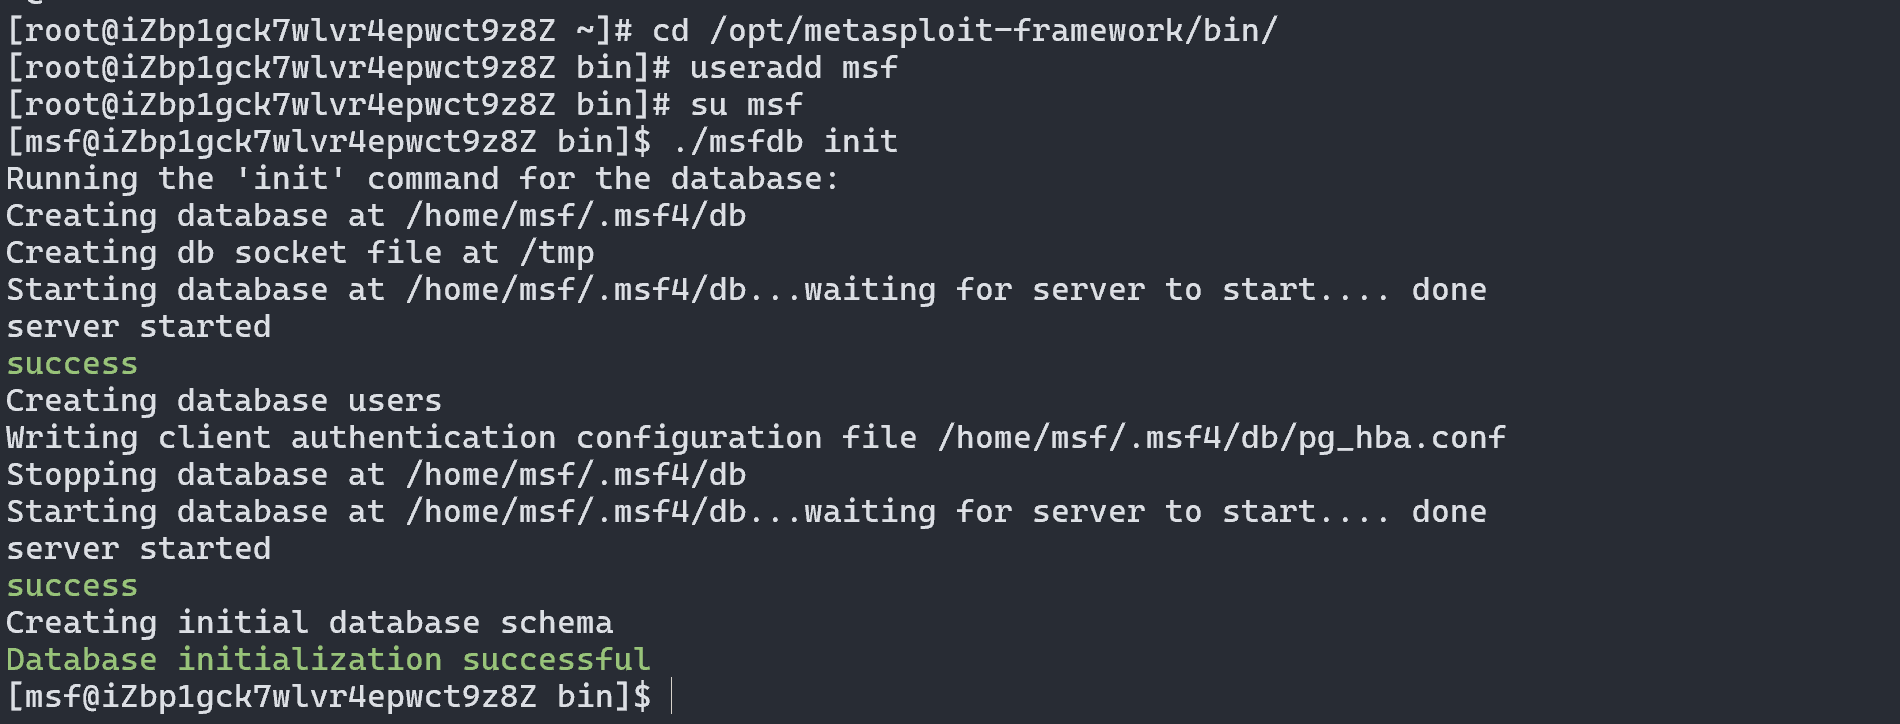 [root@iZbp1gck7wlvr4epwct9z8Z ~]# cd /opt/metasploit-framework/bin/
[root@iZbp1gck7wlvr4epwct9z8Z bin]# useradd msf
[root@iZbp1gck7wlvr4epwct9z8Z bin]# su msf
[msf@iZbp1gck7wlvr4epwct9z8Z bin]$ ./msfdb init
Running the 'init' command for the database:
Creating database at /home/msf/.msf4/db
Creating db socket file at /tmp
Starting database at /home/msf/.msf4/db...waiting for server to start.... done
server started
success
Creating database users
Writing client authentication configuration file /home/msf/.msf4/db/pg_hba.conf
Stopping database at /home/msf/.msf4/db
Starting database at /home/msf/.msf4/db...waiting for server to start.... done
server started
success
Creating initial database schema
Database initialization successful
[msf@iZbp1gck7wlvr4epwct9z8Z bin]$